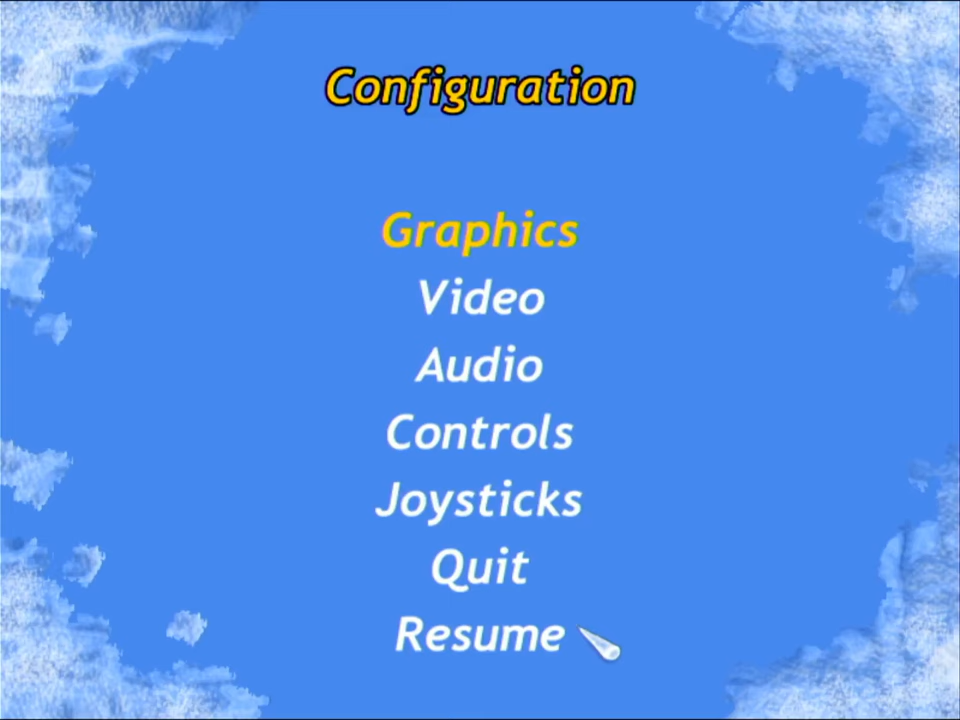 Configuration
Graphics
Video
Audio
Controls
Joysticks
Quit
Resume